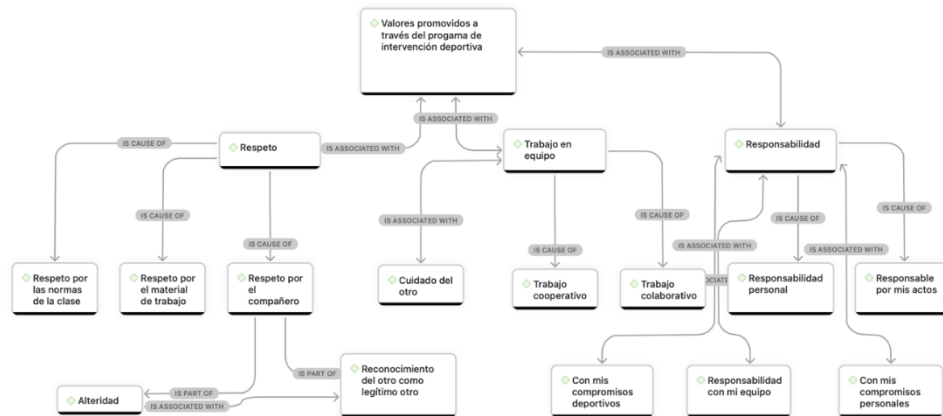 Valores promovidos a
través del progama de
intervención deportiva
IS ASSOCIATED WITH
IS ASSOCIATED WITH
IS CAUSE OF
Respeto
IS ASSOCIATED WITH
Trabajo en
equipo
Responsabilidad
IS CAUSE OF
IS CAUSE OF
IS ASSOCIATED WITH
IS CAUSE OF
IS CAUSE OF
IS CAUSE OF
IS CAUSE OF
IS ASSOCIATED WITH
IS ASSOCIATED WITH
Respeto por
las normas
de la clase
Respeto por
el material
de trabajo
Respeto por
el
compañero
Cuidado del
otro
Trabajo
cooperativo
Trabajo
colaborativo
Responsabilidad
personal
Responsable
por mis actos
Alteridad
IS PART OF
IS ASSOCIATED WITH
IS PART OF
Reconocimiento
del otro como
legítimo otro
Con mis
compromisos
deportivos
Responsabilidad
con mi equipo
Con mis
compromisos
personales